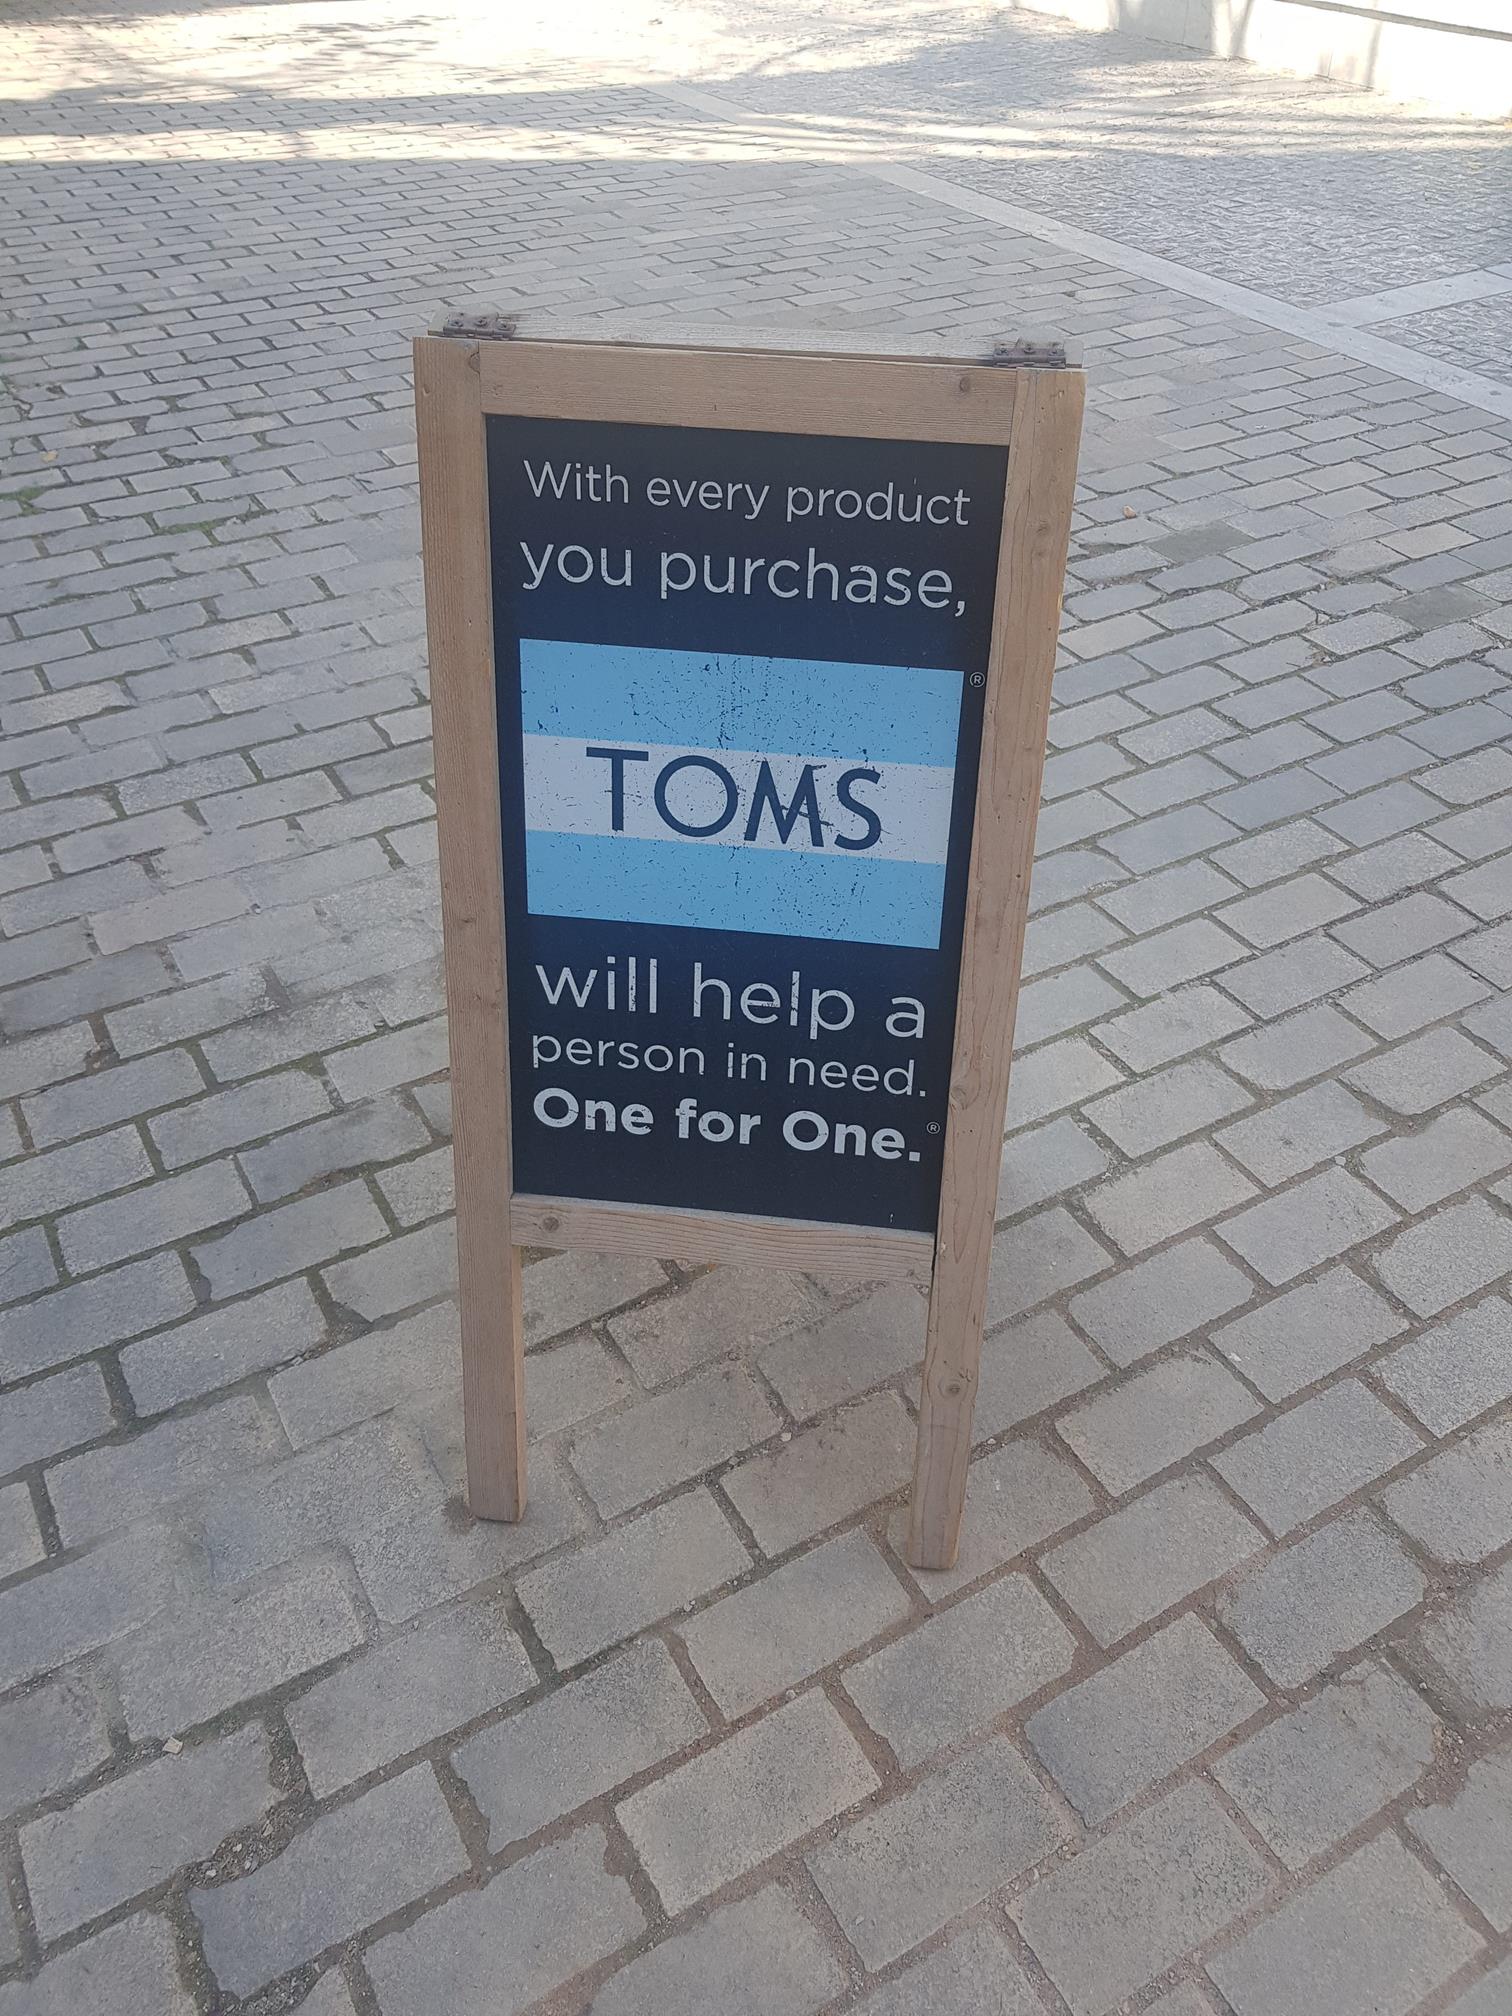 With every product
you purchase,
TOMS®
will help a
person in need.
One for One.®